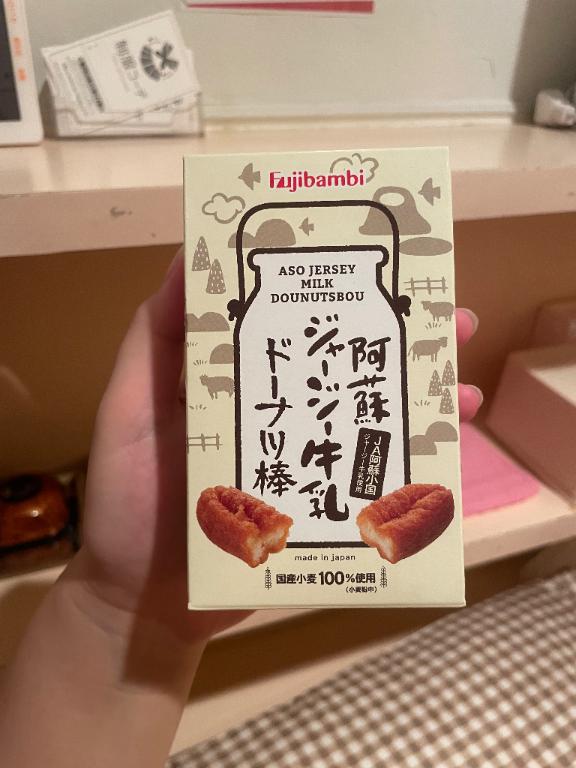 Fujibambi
ASO JERSEY
MILK
DOUNUTSBOU
阿蘇
ジャージー牛乳
ドーナツ棒
JA阿蘇小国
ジャージー牛乳使用
made in japan
国産小麦100%使用
(小麦粉中)